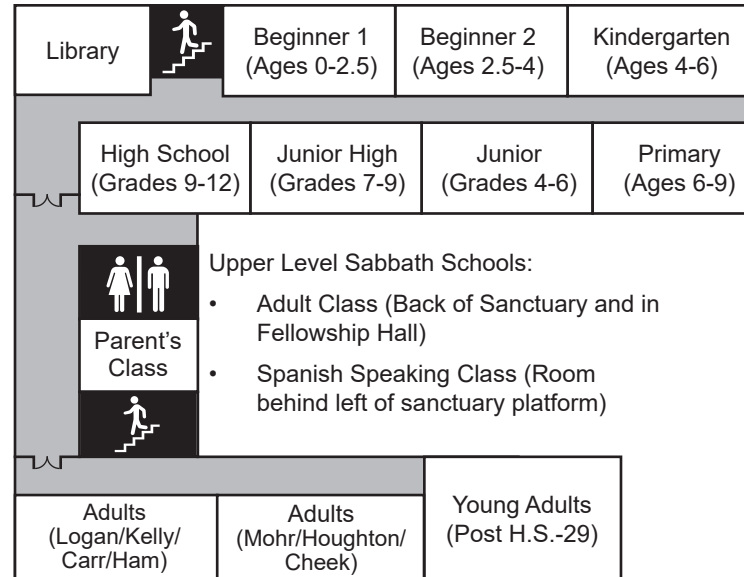 Library
Beginner 1
(Ages 0-2.5)
Beginner 2
(Ages 2.5-4)
Kindergarten
(Ages 4-6)
High School
(Grades 9-12)
Junior High
(Grades 7-9)
Junior
(Grades 4-6)
Primary
(Ages 6-9)
Parent's
Class
Upper Level Sabbath Schools:
• Adult Class (Back of Sanctuary and in
Fellowship Hall)
• Spanish Speaking Class (Room
behind left of sanctuary platform)
Adults
(Logan/Kelly/
Carr/Ham)
Adults
(Mohr/Houghton/
Cheek)
Young Adults
(Post H.S.-29)